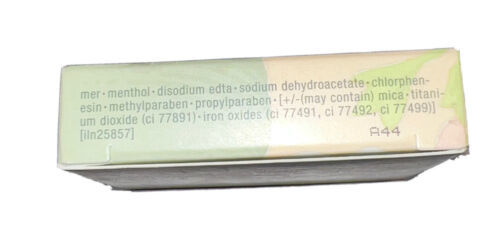 mer • menthol • disodium edta • sodium dehydroacetate • chlorphen-
esin • methylparaben • propylparaben • [+/-(may contain) mica • titani-
um dioxide (ci 77891) • iron oxides (ci 77491, ci 77492, ci 77499)]
[iln25857]
A44